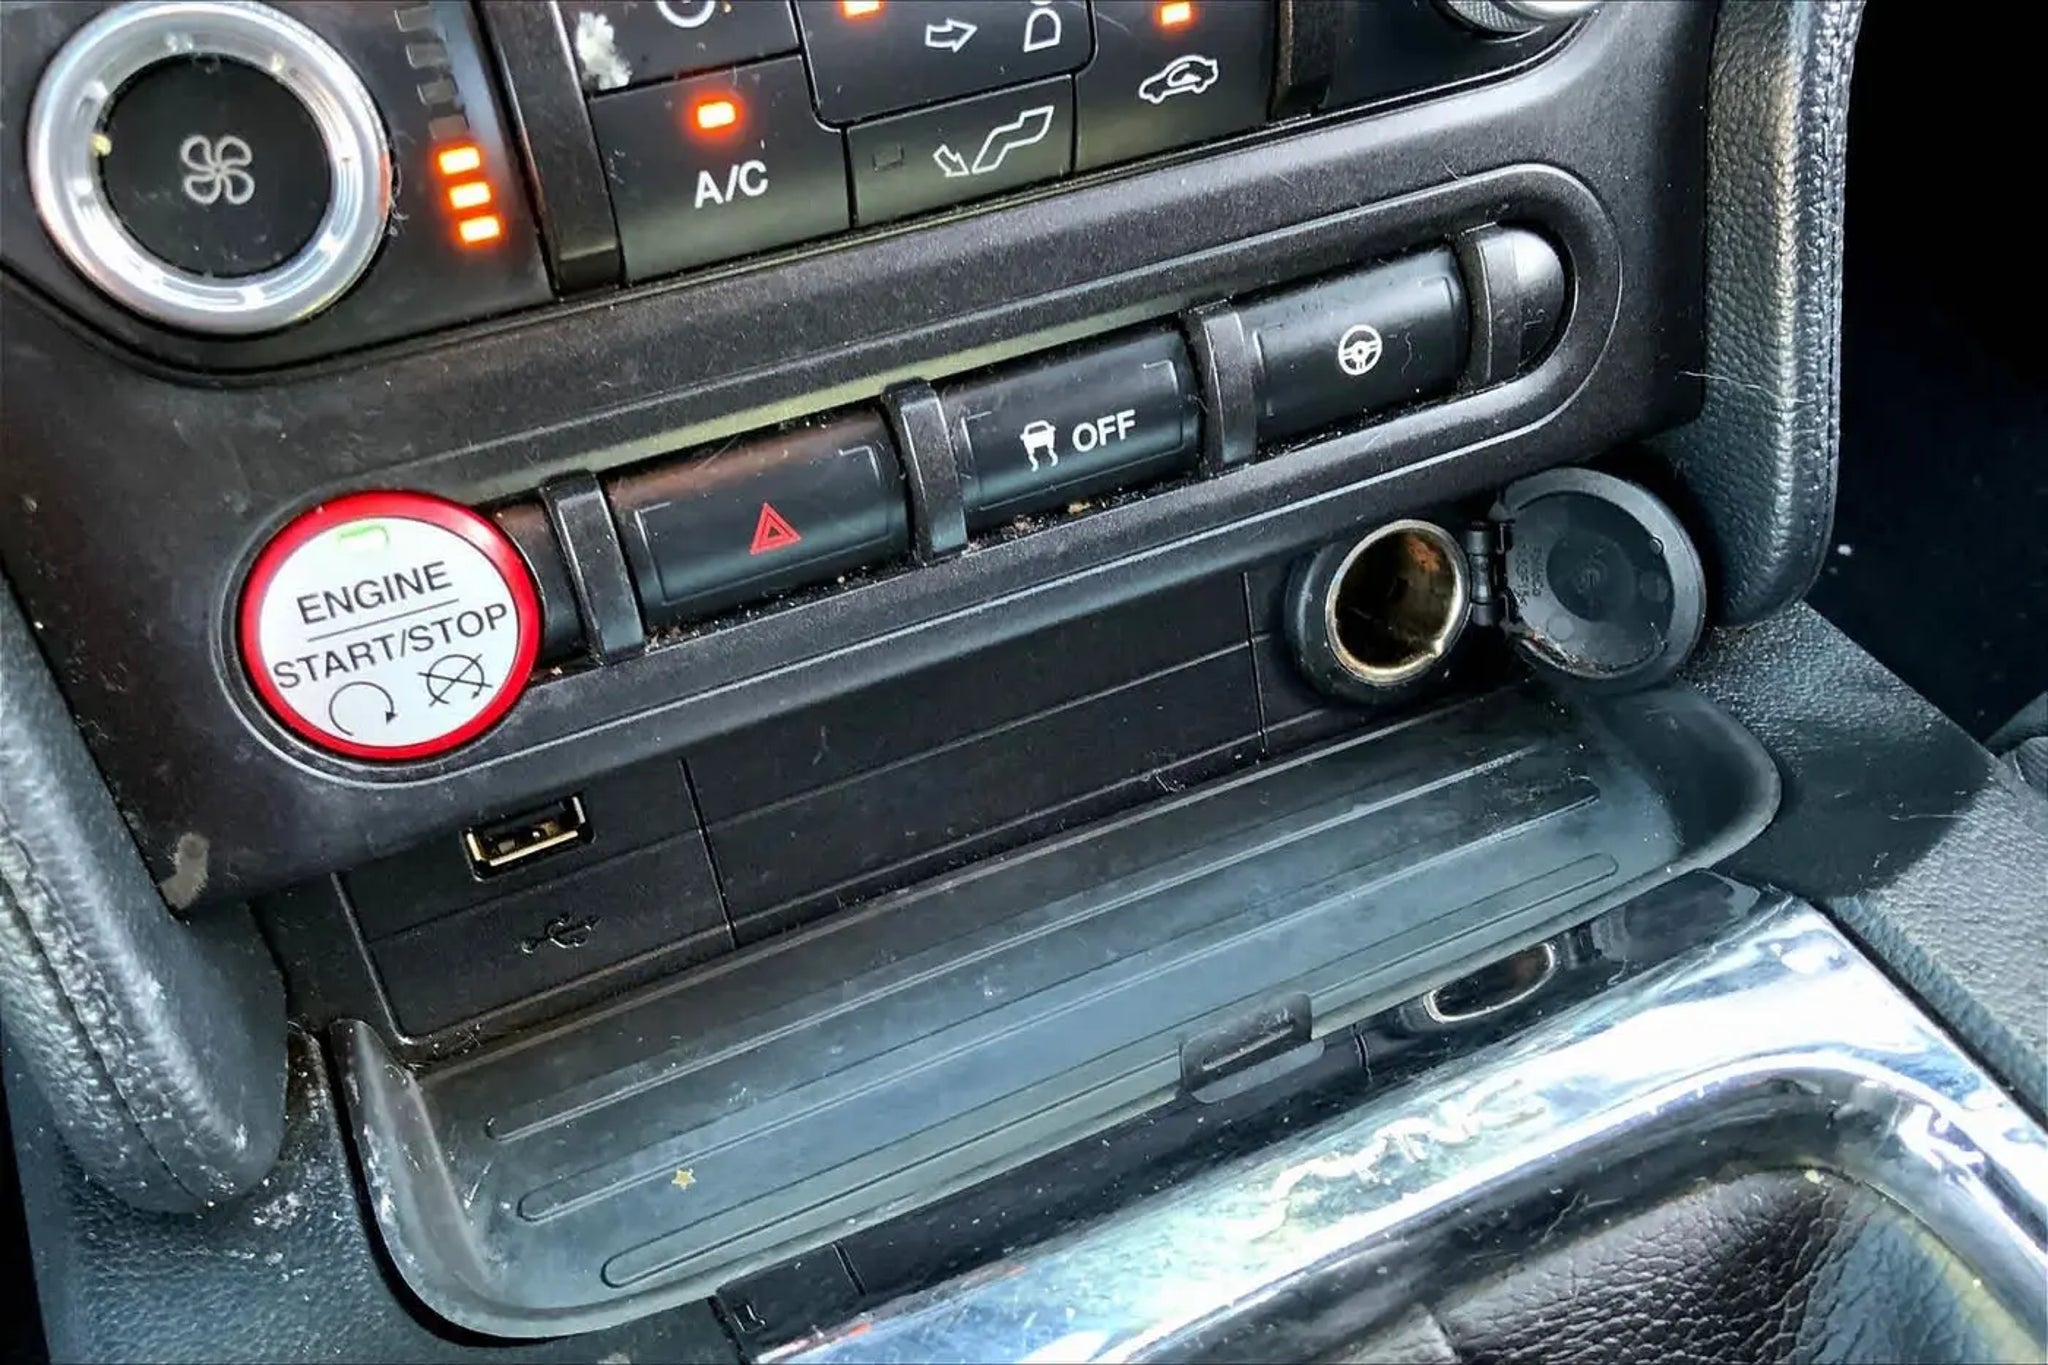 A/C
OFF
ENGINE
START/STOP